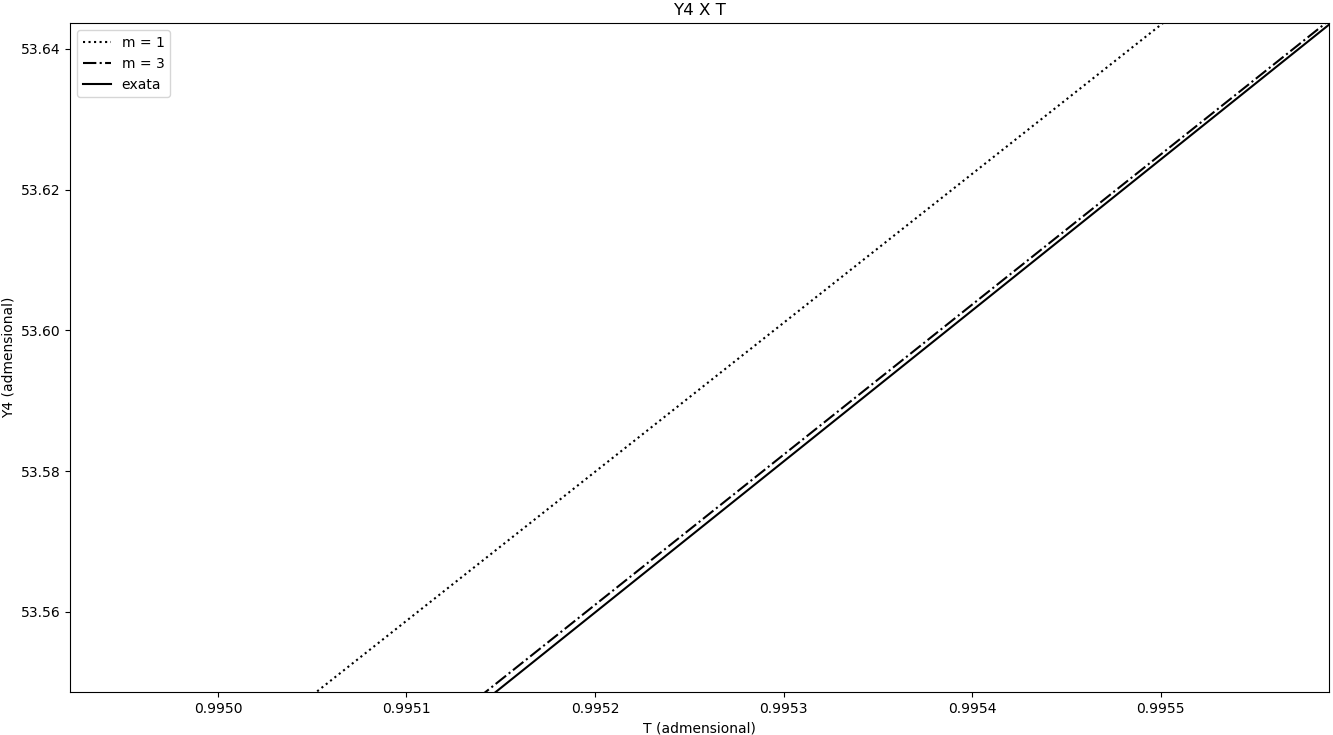 Y4 X T
m = 1
m = 3
exata
53.64
53.62
53.60
53.58
53.56
Y4 (admensional)
0.9950
0.9951
0.9952
0.9953
0.9954
0.9955
T (admensional)